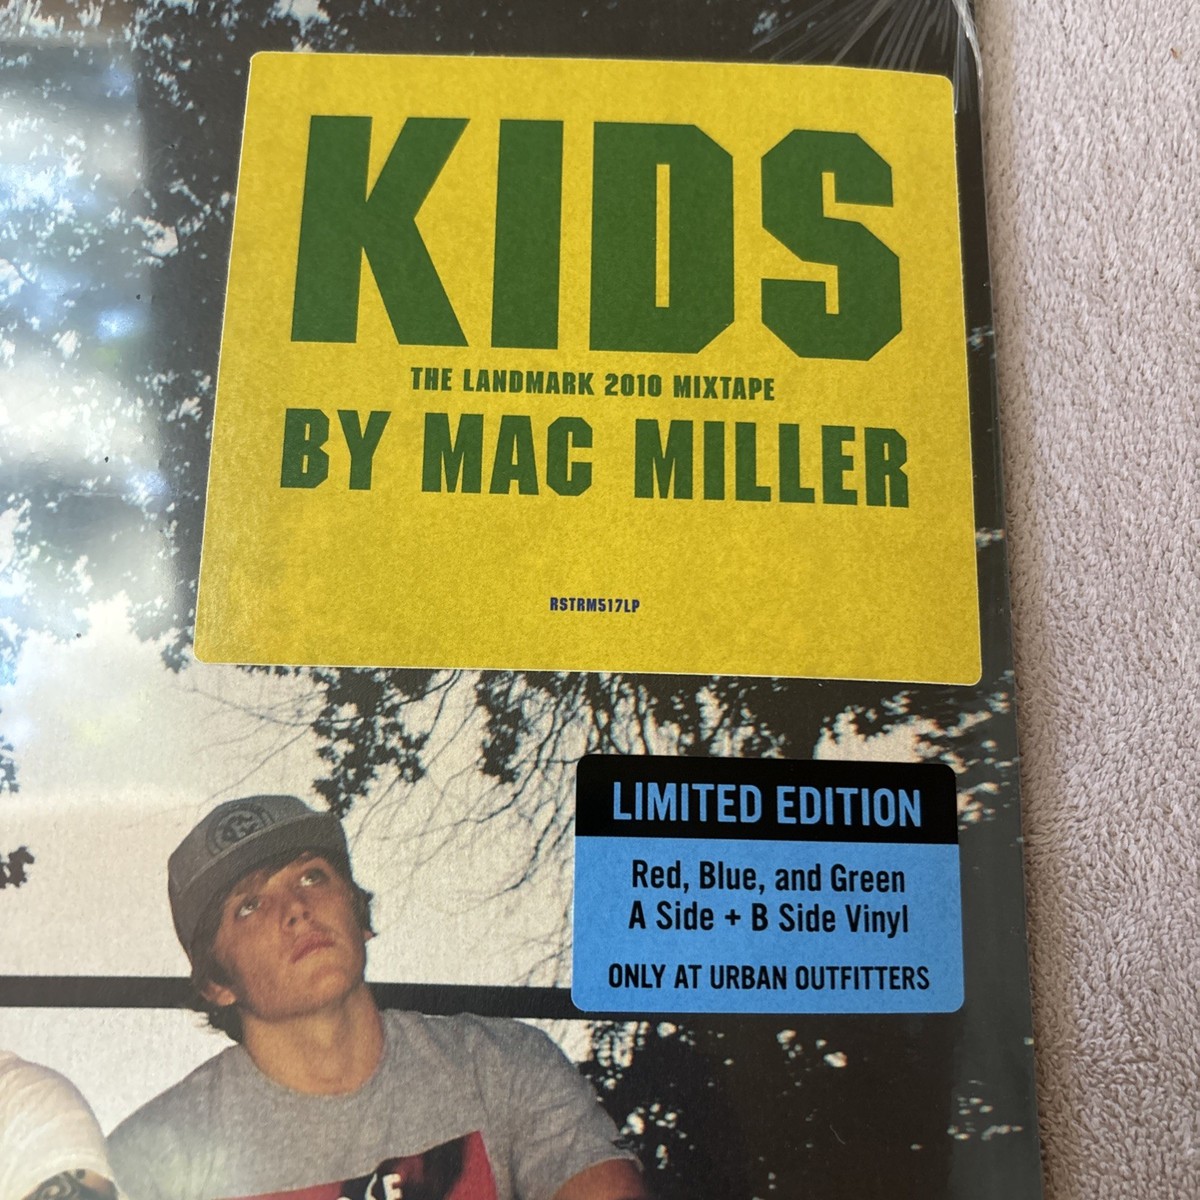 KIDS
THE LANDMARK 2010 MIXTAPE
BY MAC MILLER
RSTRM517LP
LIMITED EDITION
Red, Blue, and Green
A Side + B Side Vinyl
ONLY AT URBAN OUTFITTERS